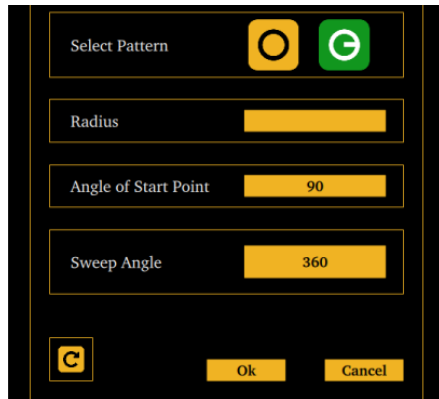 Select Pattern
Radius
Angle of Start Point 90
Sweep Angle 360
Ok Cancel